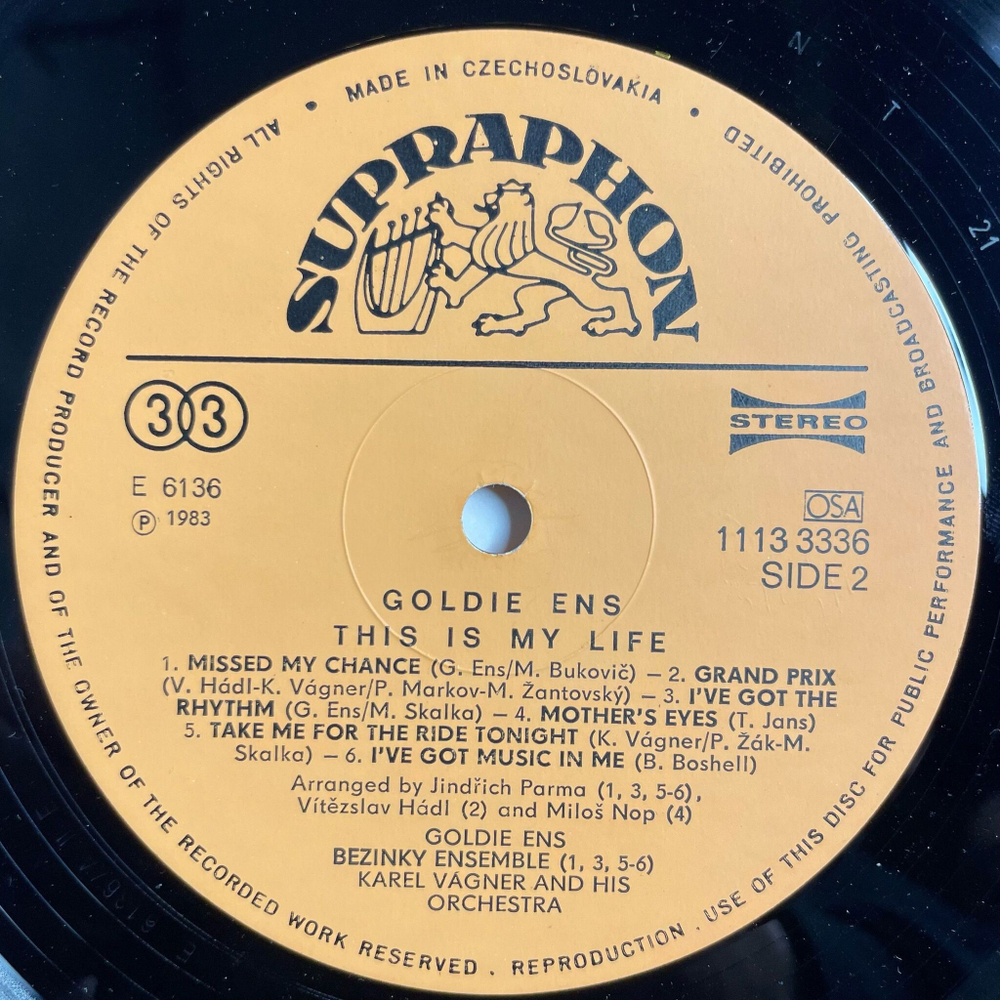 MADE IN CZECHOSLOVAKIA
ALL RIGHTS OF THE RECORD PRODUCER AND OF THE OWNER OF THE RECORDED WORK RESERVED . REPRODUCTION . USE OF THIS DISC FOR PUBLIC PERFORMANCE AND BROADCASTING PROHIBITED
SUPRAPHON
33
STEREO
E 6136
Ⓟ 1983
OSA
1113 3336
SIDE 2
GOLDIE ENS
THIS IS MY LIFE
1. MISSED MY CHANCE (G. Ens/M. Bukovič) – 2. GRAND PRIX
(V. Hádl-K. Vágner/P. Markov-M. Žantovský) – 3. I'VE GOT THE
RHYTHM (G. Ens/M. Skalka) – 4. MOTHER'S EYES (T. Jans)
5. TAKE ME FOR THE RIDE TONIGHT (K. Vágner/P. Žák-M.
Skalka) – 6. I'VE GOT MUSIC IN ME (B. Boshell)
Arranged by Jindřich Parma (1, 3, 5-6),
Vítězslav Hádl (2) and Miloš Nop (4)
GOLDIE ENS
BEZINKY ENSEMBLE (1, 3, 5-6)
KAREL VÁGNER AND HIS
ORCHESTRA
N
T
21